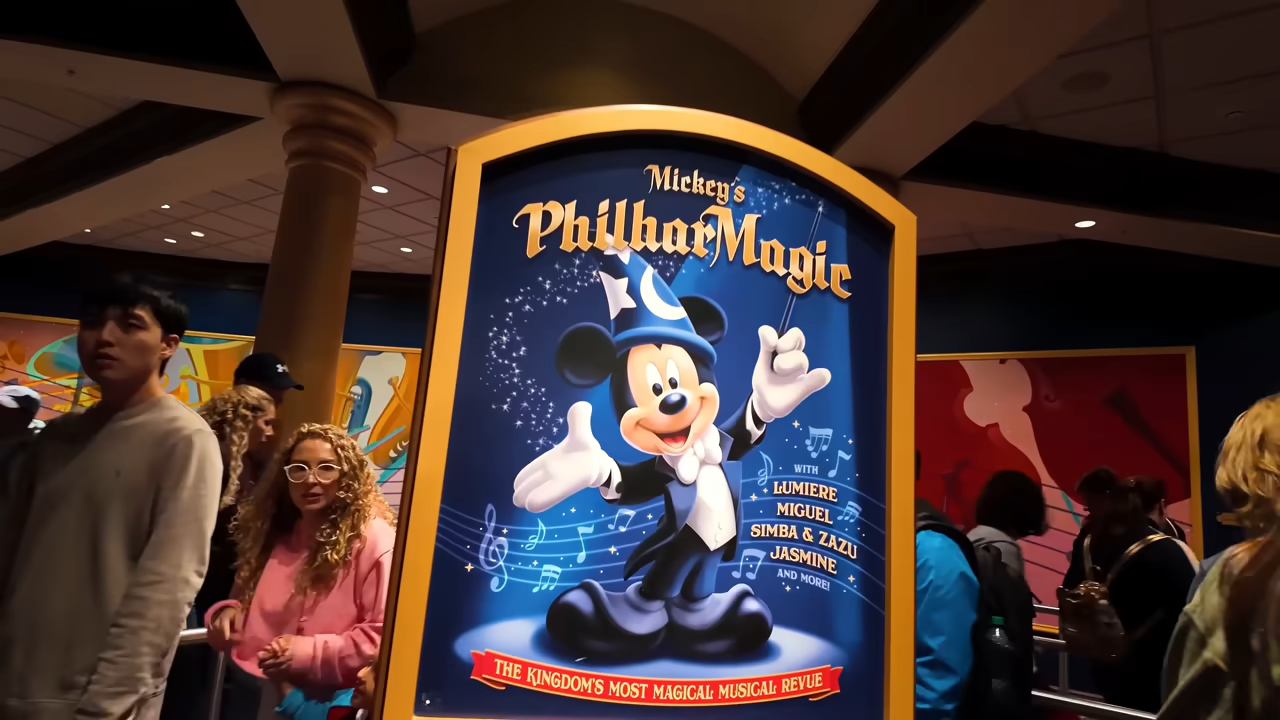 Mickey's
PhilharMagic
WITH
LUMIERE
MIGUEL
SIMBA & ZAZU
JASMINE
AND MORE!
THE KINGDOM'S MOST MAGICAL MUSICAL REVUE